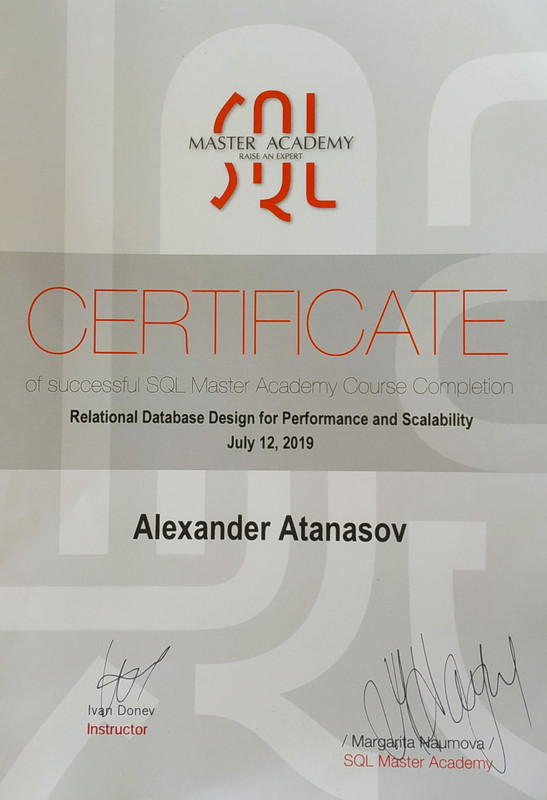 SQL
MASTER ACADEMY
RAISE AN EXPERT
SQL
CERTIFICATE
of successful SQL Master Academy Course Completion
Relational Database Design for Performance and Scalability
July 12, 2019
Alexander Atanasov
Ivan Donev
Instructor
/ Margarita Naumova /
SQL Master Academy